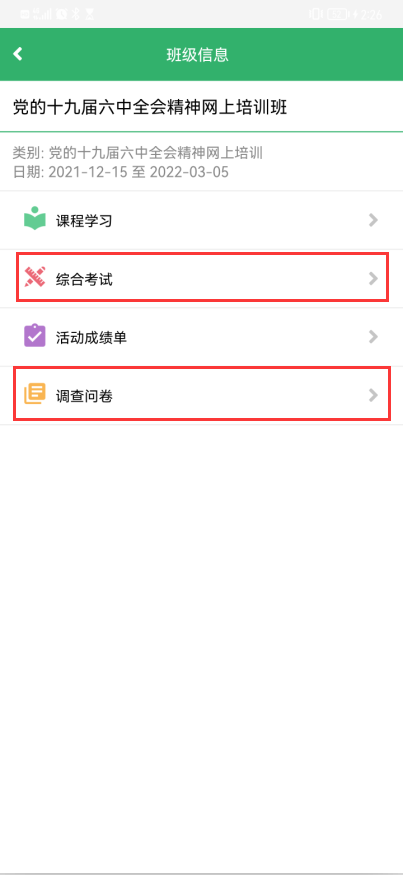 班级信息
党的十九届六中全会精神网上培训班
类别: 党的十九届六中全会精神网上培训
日期: 2021-12-15 至 2022-03-05
课程学习
综合考试
活动成绩单
调查问卷